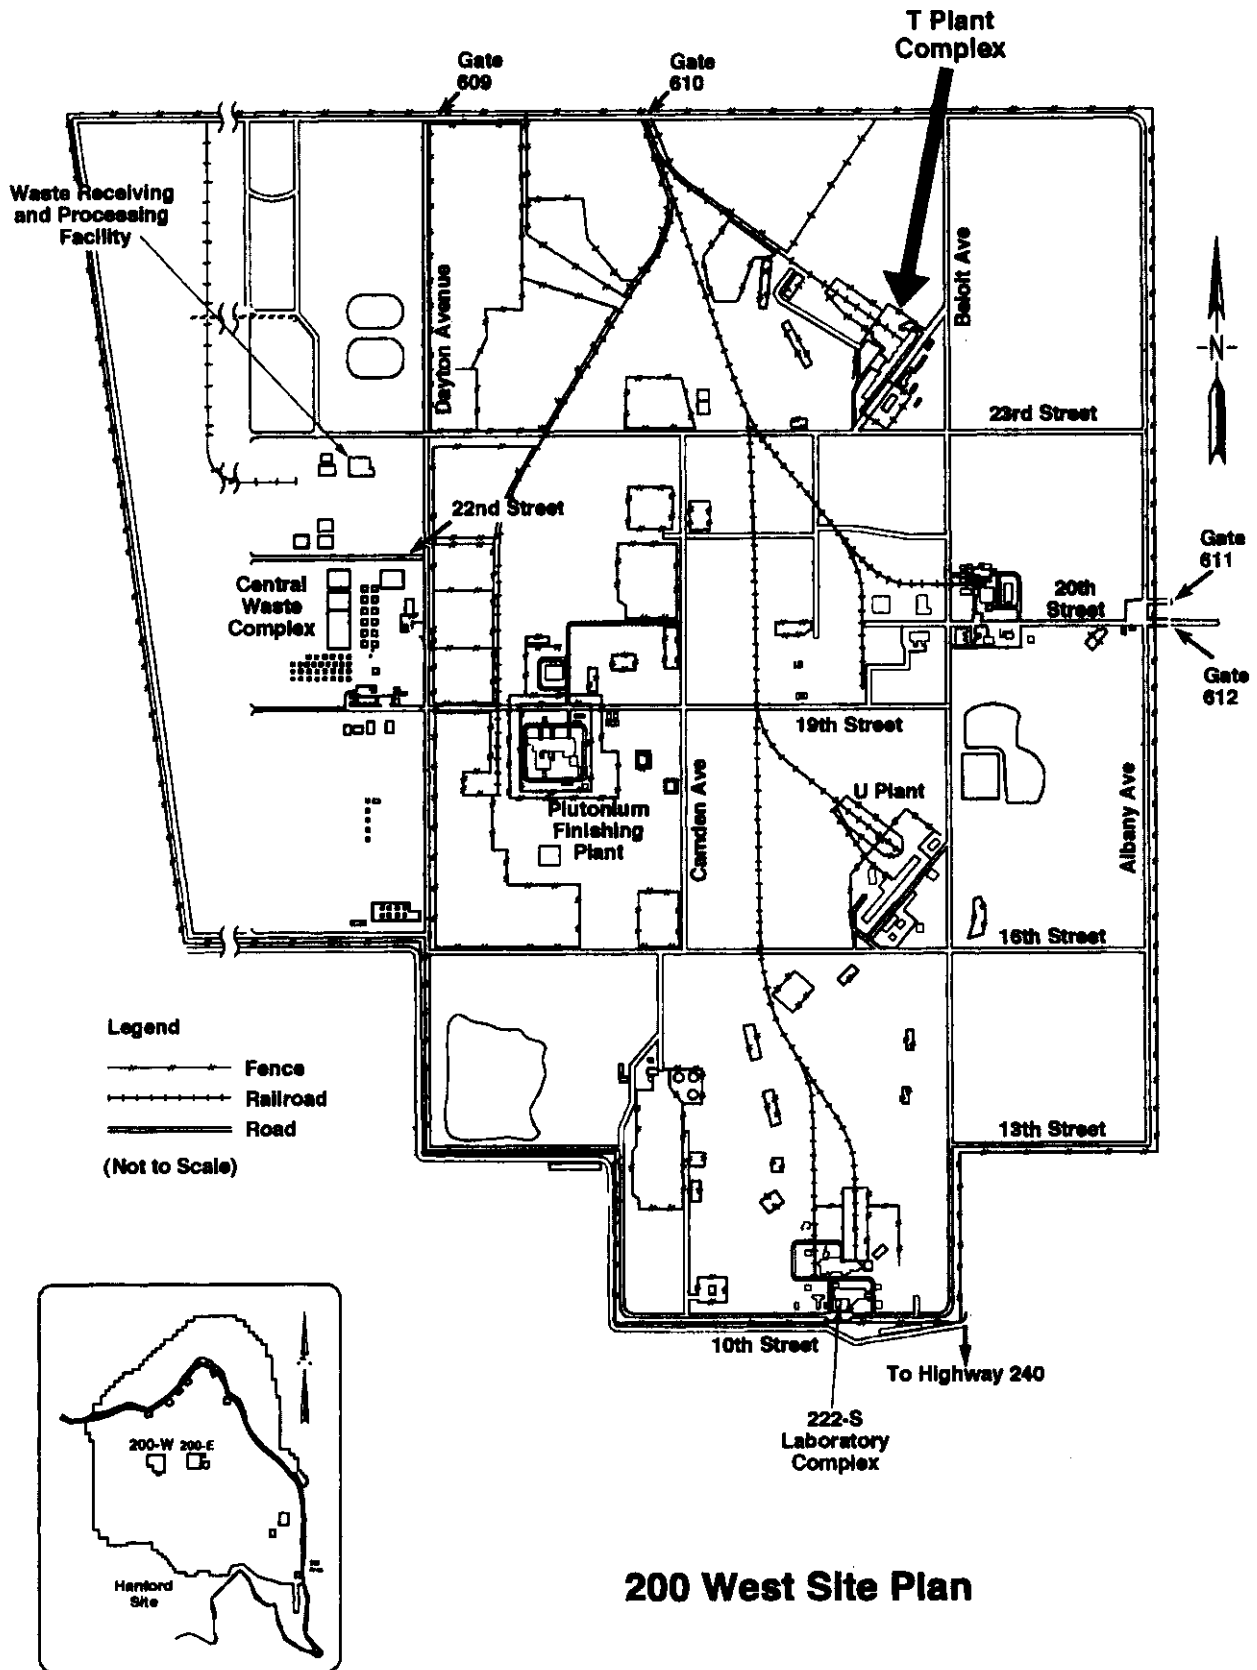 T Plant
Complex
Gate
609
Gate
610
Waste Receiving
and Processing
Facility
Dayton Avenue
Beloit Ave
-N-
23rd Street
22nd Street
Gate
611
Central
Waste
Complex
20th
Street
Gate
612
19th Street
U Plant
Plutonium
Finishing
Plant
Camden Ave
Albany Ave
16th Street
Legend
Fence
Railroad
Road
(Not to Scale)
13th Street
10th Street
To Highway 240
222-S
Laboratory
Complex
200-W 200-E
Hanford
Site
200 West Site Plan